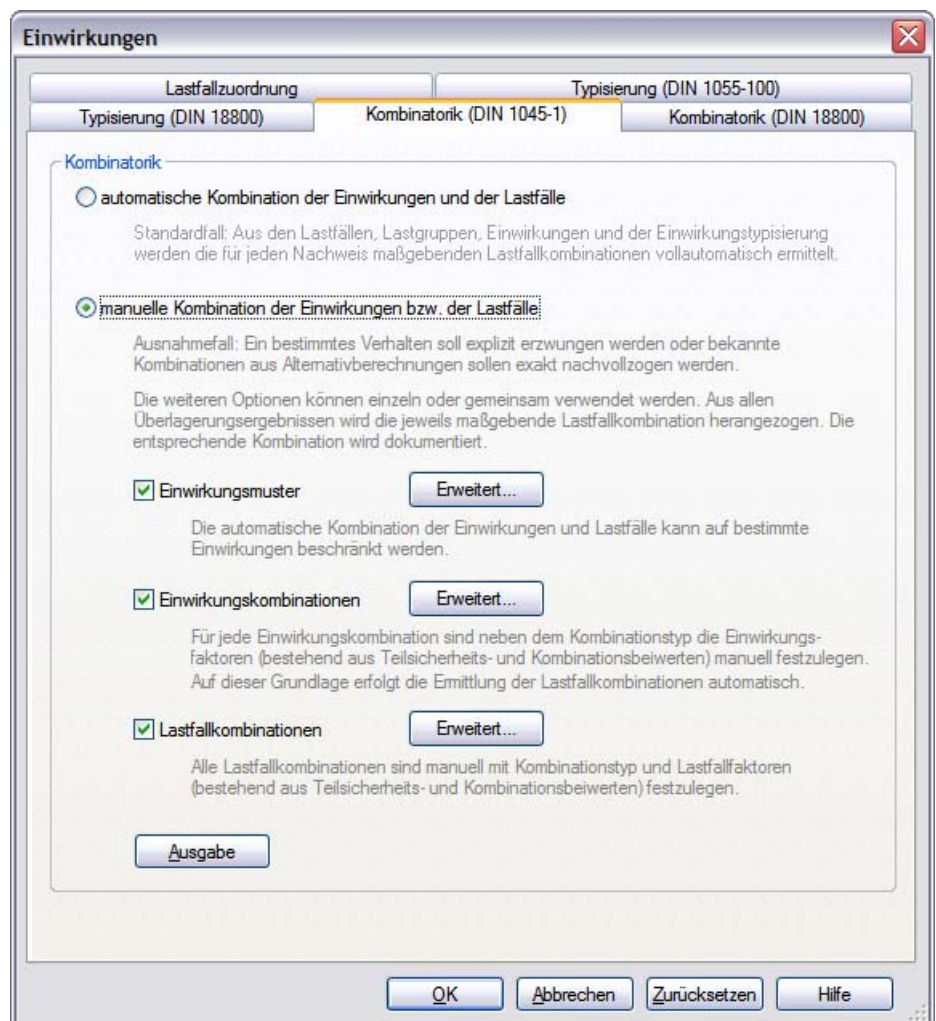 Einwirkungen
Lastfallzuordnung
Typisierung (DIN 1055-100)
Typisierung (DIN 18800)
Kombinatorik (DIN 1045-1)
Kombinatorik (DIN 18800)
Kombinatorik
automatische Kombination der Einwirkungen und der Lastfälle
Standardfall: Aus den Lastfällen, Lastgruppen, Einwirkungen und der Einwirkungstypisierung
werden die für jeden Nachweis maßgebenden Lastfallkombinationen vollautomatisch ermittelt.
manuelle Kombination der Einwirkungen bzw. der Lastfälle
Ausnahmefall: Ein bestimmtes Verhalten soll explizit erzwungen werden oder bekannte
Kombinationen aus Alternativberechnungen sollen exakt nachvollzogen werden.
Die weiteren Optionen können einzeln oder gemeinsam verwendet werden. Aus allen
Überlagerungsergebnissen wird die jeweils maßgebende Lastfallkombination herangezogen. Die
entsprechende Kombination wird dokumentiert.
Einwirkungsmuster
Erweitert...
Die automatische Kombination der Einwirkungen und Lastfälle kann auf bestimmte
Einwirkungen beschränkt werden.
Einwirkungskombinationen
Erweitert...
Für jede Einwirkungskombination sind neben dem Kombinationstyp die Einwirkungs-
faktoren (bestehend aus Teilsicherheits- und Kombinationsbeiwerten) manuell festzulegen.
Auf dieser Grundlage erfolgt die Ermittlung der Lastfallkombinationen automatisch.
Lastfallkombinationen
Erweitert...
Alle Lastfallkombinationen sind manuell mit Kombinationstyp und Lastfallfaktoren
(bestehend aus Teilsicherheits- und Kombinationsbeiwerten) festzulegen.
Ausgabe
OK
Abbrechen
Zurücksetzen
Hilfe